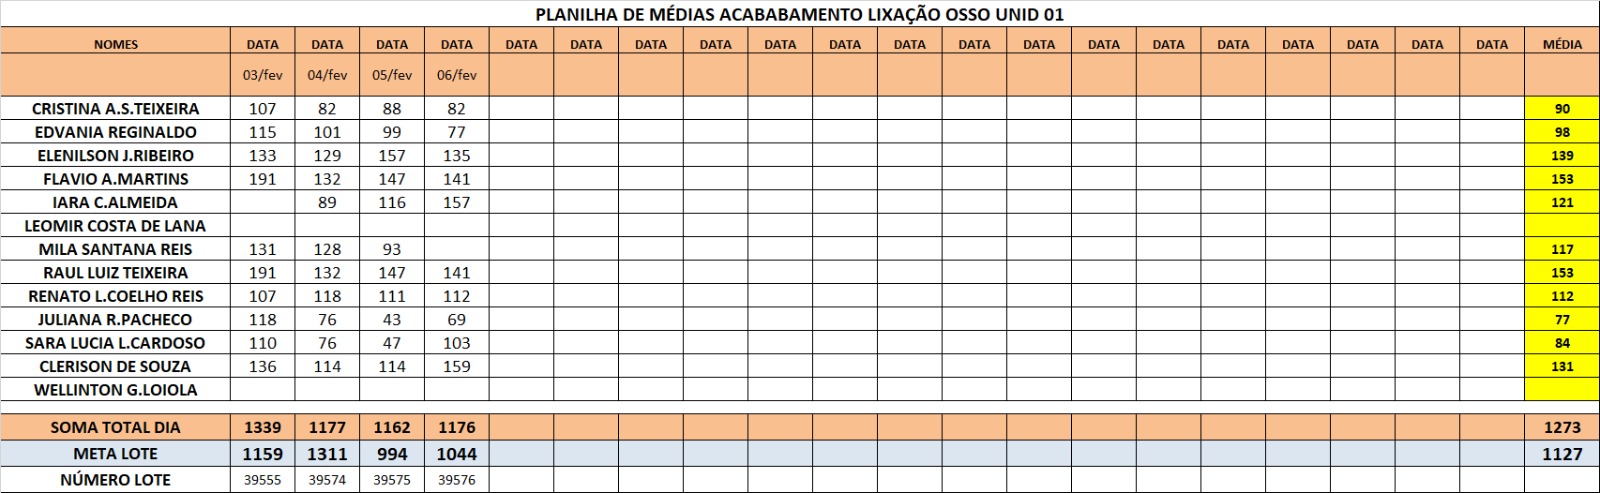 PLANILHA DE MÉDIAS ACABABAMENTO LIXAÇÃO OSSO UNID 01
NOMES DATA DATA DATA DATA DATA DATA DATA DATA DATA DATA DATA DATA DATA DATA DATA DATA DATA DATA DATA DATA MÉDIA
03/fev 04/fev 05/fev 06/fev
CRISTINA A.S.TEIXEIRA 107 82 88 82 90
EDVANIA REGINALDO 115 101 99 77 98
ELENILSON J.RIBEIRO 133 129 157 135 139
FLAVIO A.MARTINS 191 132 147 141 153
IARA C.ALMEIDA 89 116 157 121
LEOMIR COSTA DE LANA
MILA SANTANA REIS 131 128 93 117
RAUL LUIZ TEIXEIRA 191 132 147 141 153
RENATO L.COELHO REIS 107 118 111 112 112
JULIANA R.PACHECO 118 76 43 69 77
SARA LUCIA L.CARDOSO 110 76 47 103 84
CLERISON DE SOUZA 136 114 114 159 131
WELLINTON G.LOIOLA
SOMA TOTAL DIA 1339 1177 1162 1176 1273
META LOTE 1159 1311 994 1044 1127
NÚMERO LOTE 39555 39574 39575 39576